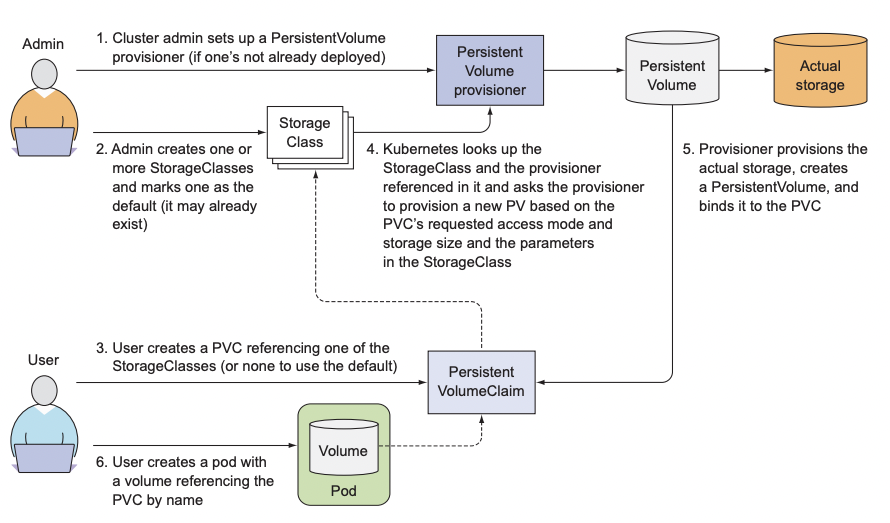 Admin
1. Cluster admin sets up a PersistentVolume
provisioner (if one's not already deployed)
Persistent
Volume
provisioner
Persistent
Volume
Actual
storage
Storage
Class
2. Admin creates one or
more StorageClasses
and marks one as the
default (it may already
exist)
4. Kubernetes looks up the
StorageClass and the provisioner
referenced in it and asks the provisioner
to provision a new PV based on the
PVC's requested access mode and
storage size and the parameters
in the StorageClass
5. Provisioner provisions the
actual storage, creates
a PersistentVolume, and
binds it to the PVC
User
3. User creates a PVC referencing one of the
StorageClasses (or none to use the default)
Persistent
VolumeClaim
Volume
Pod
6. User creates a pod with
a volume referencing the
PVC by name